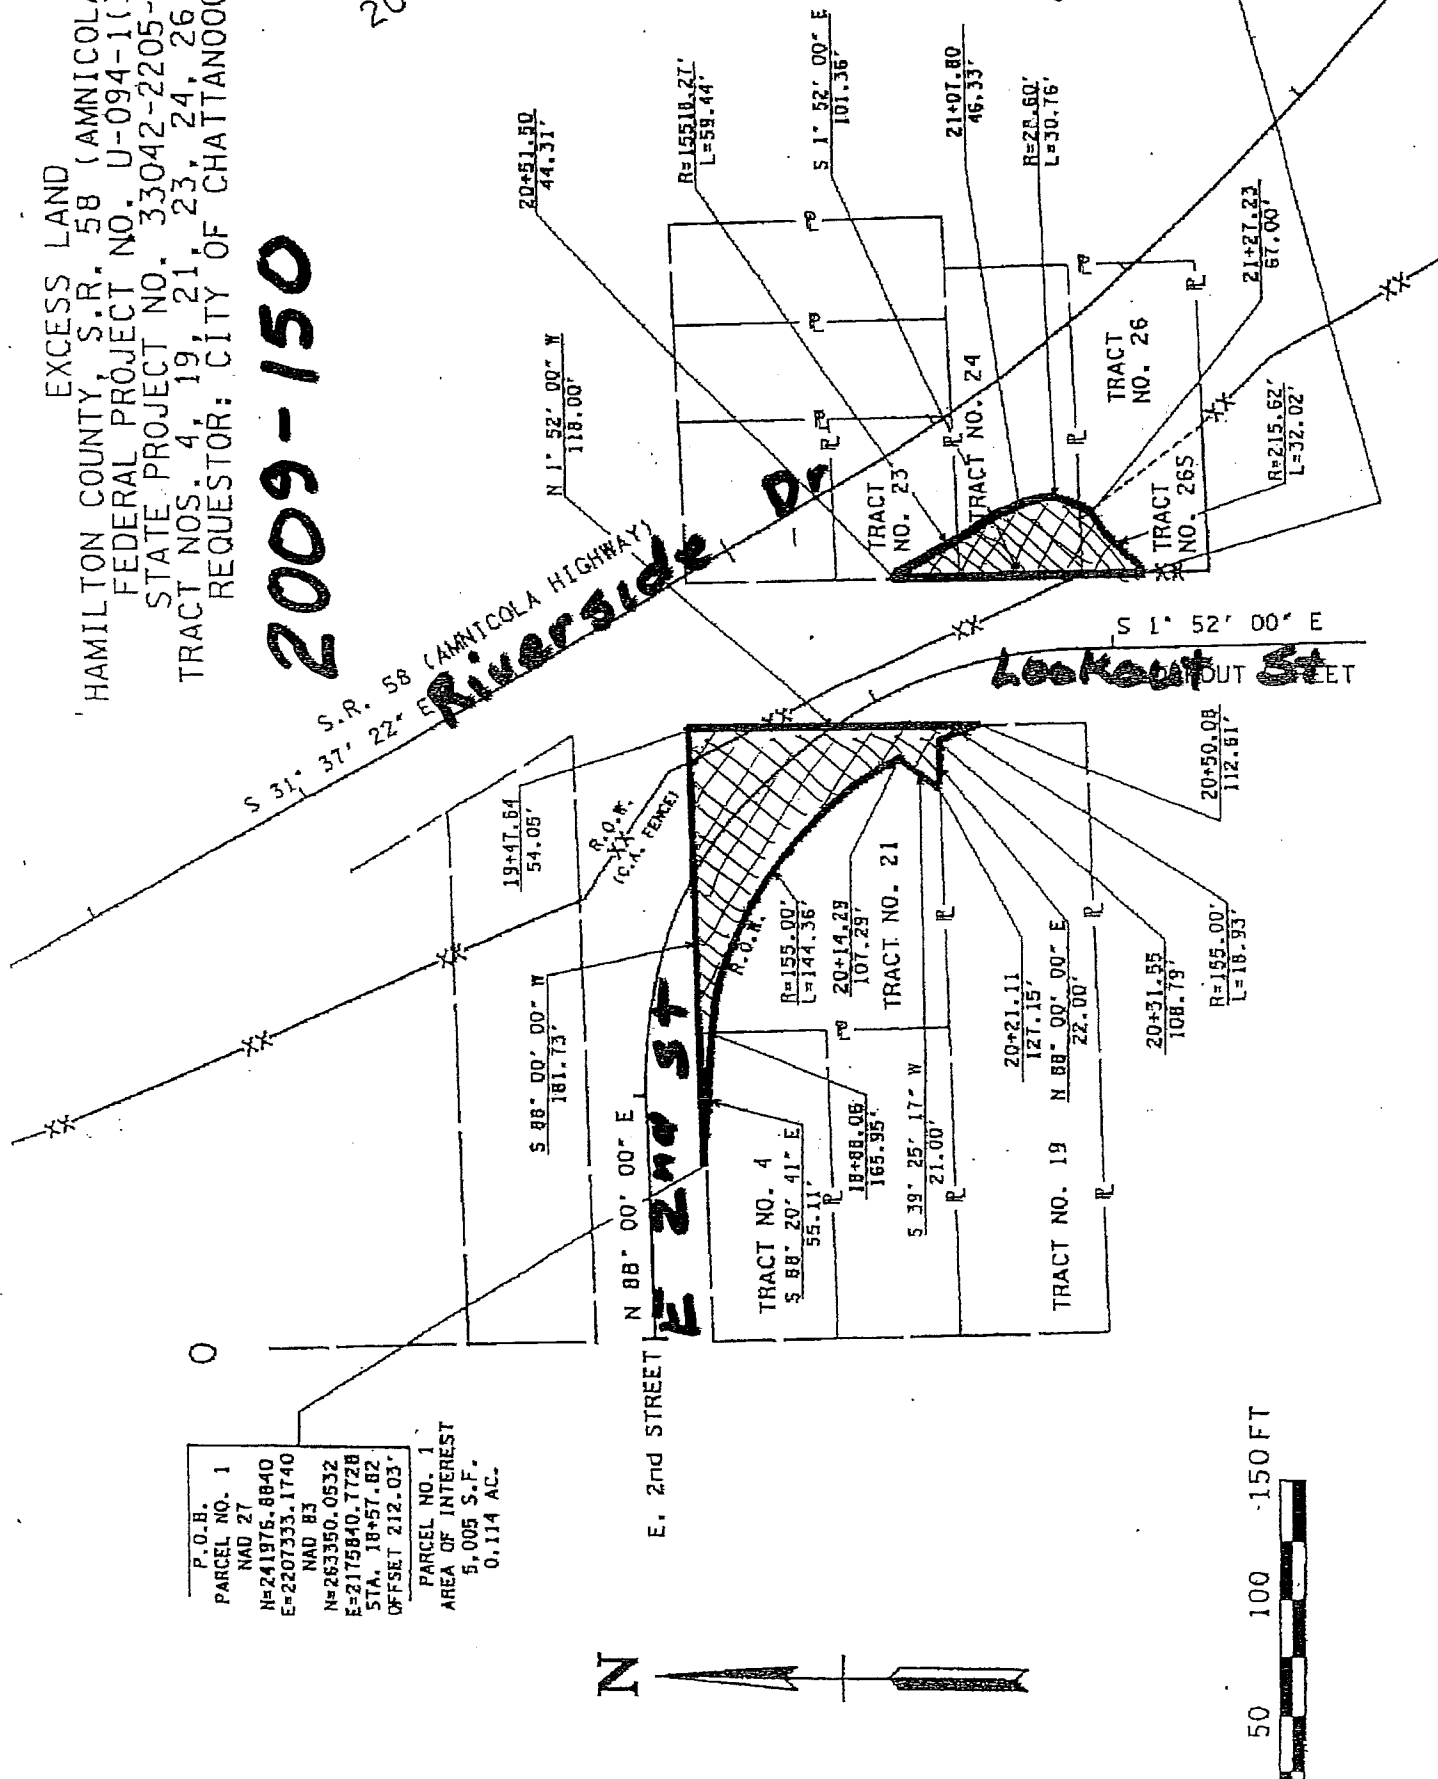 EXCESS LAND
HAMILTON COUNTY, S.R. 58 (AMNICOLA
FEDERAL PROJECT NO. U-094-1(
STATE PROJECT NO. 33042-2205-
TRACT NOS. 4, 19, 21, 23, 24, 26
REQUESTOR: CITY OF CHATTANOO
2009-150
20+51.50
44.31'
R=15518.27'
L=59.44'
S 1° 52' 00" E
101.36'
21+07.80
46.33'
R=28.60'
L=30.76'
21+27.23
67.00'
R=215.62'
L=32.02'
N 1° 52' 00" W
118.00'
TRACT
NO. 23
TRACT NO. 24
TRACT
NO. 26
TRACT
NO. 26S
S.R. 58 (AMNICOLA HIGHWAY)
S 31° 37' 22" E
Riverside Dr
S 1° 52' 00" E
Lookout St
19+47.64
54.05'
R.O.W.
(C.A. FENCE)
S 88° 00' 00" W
181.73'
R.O.W.
R=155.00'
L=144.36'
20+14.29
107.29'
TRACT NO. 21
20+50.08
112.61'
R=155.00'
L=18.93'
20+31.55
108.79'
N 88° 00' 00" E
22.00'
20+21.11
127.15'
S 39° 25' 17" W
21.00'
18+88.06
165.95'
TRACT NO. 4
S 88° 20' 41" E
55.11'
TRACT NO. 19
N 88° 00' 00" E
E 2nd St
E. 2nd STREET
P.O.B.
PARCEL NO. 1
NAD 27
N=241976.8840
E=2207333.1740
NAD 83
N=263350.0532
E=2175840.7728
STA. 18+57.82
OFFSET 212.03'
PARCEL NO. 1
AREA OF INTEREST
5,005 S.F.
0.114 AC.
N
50 100 150 FT